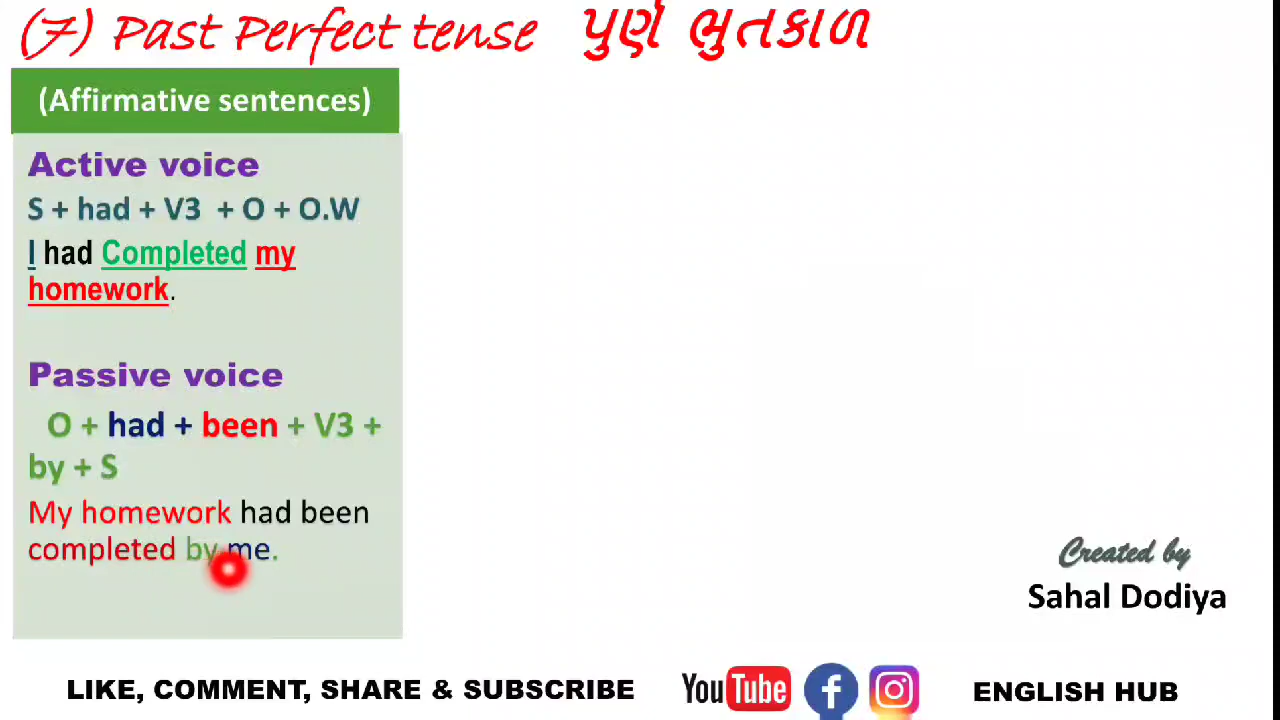 (7) Past Perfect tense પુર્ણ ભુતકાળ
(Affirmative sentences)
Active voice
S + had + V3 + O + O.W
I had Completed my
homework.
Passive voice
O + had + been + V3 +
by + S
My homework had been
completed by me.
Created by
Sahal Dodiya
LIKE, COMMENT, SHARE & SUBSCRIBE YouTube f ENGLISH HUB